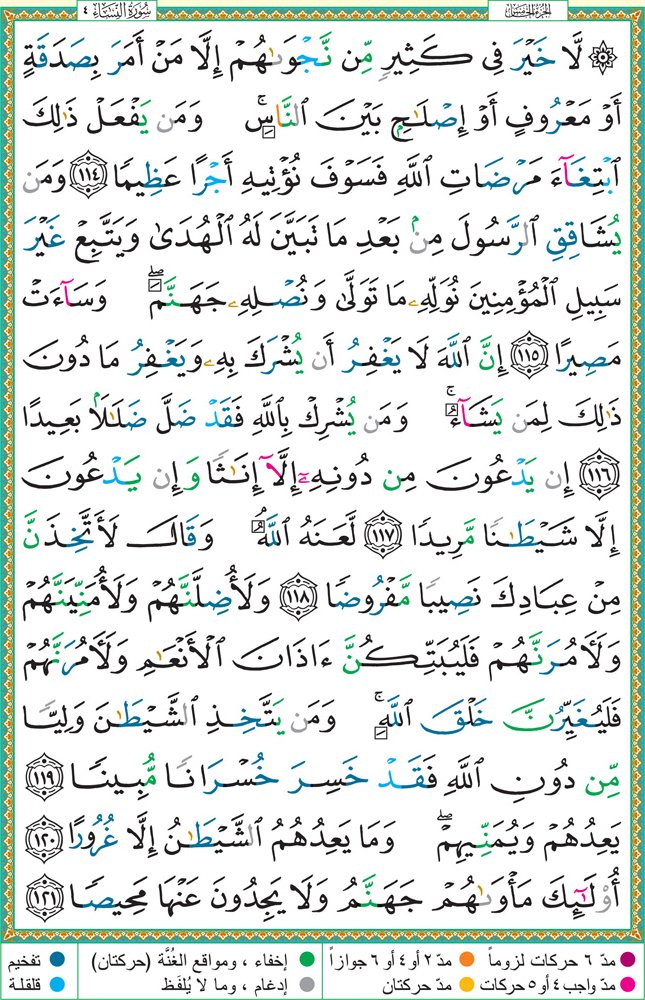 الجزء الخامس
سورة النساء ٤
۞ لَّا خَيْرَ فِى كَثِيرٍ مِّن نَّجْوَىٰهُمْ إِلَّا مَنْ أَمَرَ بِصَدَقَةٍ
أَوْ مَعْرُوفٍ أَوْ إِصْلَٰحٍۭ بَيْنَ ٱلنَّاسِ ۚ وَمَن يَفْعَلْ ذَٰلِكَ
ٱبْتِغَآءَ مَرْضَاتِ ٱللَّهِ فَسَوْفَ نُؤْتِيهِ أَجْرًا عَظِيمًا ١١٤ وَمَن
يُشَاقِقِ ٱلرَّسُولَ مِنۢ بَعْدِ مَا تَبَيَّنَ لَهُ ٱلْهُدَىٰ وَيَتَّبِعْ غَيْرَ
سَبِيلِ ٱلْمُؤْمِنِينَ نُوَلِّهِۦ مَا تَوَلَّىٰ وَنُصْلِهِۦ جَهَنَّمَ ۖ وَسَآءَتْ
مَصِيرًا ١١٥ إِنَّ ٱللَّهَ لَا يَغْفِرُ أَن يُشْرَكَ بِهِۦ وَيَغْفِرُ مَا دُونَ
ذَٰلِكَ لِمَن يَشَآءُ ۚ وَمَن يُشْرِكْ بِٱللَّهِ فَقَدْ ضَلَّ ضَلَٰلًۢا بَعِيدًا
١١٦ إِن يَدْعُونَ مِن دُونِهِۦٓ إِلَّآ إِنَٰثًا وَإِن يَدْعُونَ
إِلَّا شَيْطَٰنًا مَّرِيدًا ١١٧ لَّعَنَهُ ٱللَّهُ ۘ وَقَالَ لَأَتَّخِذَنَّ
مِنْ عِبَادِكَ نَصِيبًا مَّفْرُوضًا ١١٨ وَلَأُضِلَّنَّهُمْ وَلَأُمَنِّيَنَّهُمْ
وَلَءَامُرَنَّهُمْ فَلَيُبَتِّكُنَّ ءَاذَانَ ٱلْأَنْعَٰمِ وَلَءَامُرَنَّهُمْ
فَلَيُغَيِّرُنَّ خَلْقَ ٱللَّهِ ۚ وَمَن يَتَّخِذِ ٱلشَّيْطَٰنَ وَلِيًّا
مِّن دُونِ ٱللَّهِ فَقَدْ خَسِرَ خُسْرَانًا مُّبِينًا ١١٩
يَعِدُهُمْ وَيُمَنِّيهِمْ ۖ وَمَا يَعِدُهُمُ ٱلشَّيْطَٰنُ إِلَّا غُرُورًا ١٢٠
أُو۟لَٰٓئِكَ مَأْوَىٰهُمْ جَهَنَّمُ وَلَا يَجِدُونَ عَنْهَا مَحِيصًا ١٢١
مدّ ٦ حركات لزوماً مدّ ٢ أو ٤ أو ٦ جوازاً إخفاء ، ومواقع الغُنَّة (حركتان) تفخيم
مدّ واجب ٤ أو ٥ حركات مدّ حركتان إدغام ، وما لا يُلفَظ قلقلة